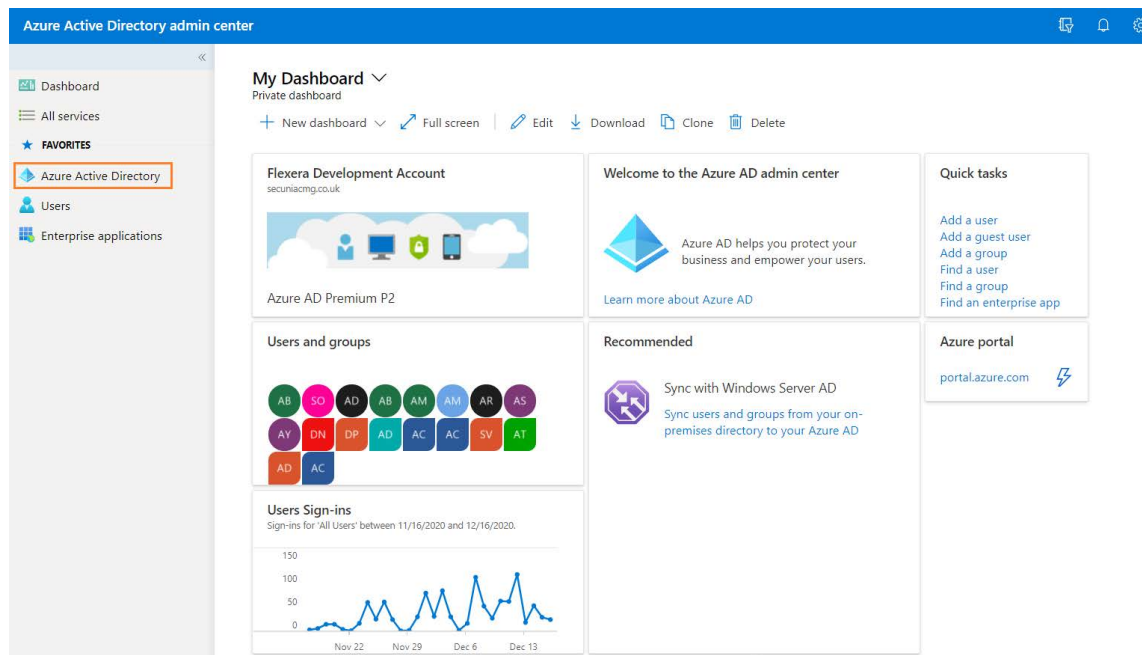 Azure Active Directory admin center
«
Dashboard
All services
FAVORITES
Azure Active Directory
Users
Enterprise applications
My Dashboard
Private dashboard
New dashboard
Full screen
Edit
Download
Clone
Delete
Flexera Development Account
secuniacmg.co.uk
Azure AD Premium P2
Welcome to the Azure AD admin center
Azure AD helps you protect your
business and empower your users.
Learn more about Azure AD
Quick tasks
Add a user
Add a guest user
Add a group
Find a user
Find a group
Find an enterprise app
Users and groups
AB SO AD AB AM AM AR AS
AY DN DP AD AC AC SV AT
AD AC
Recommended
Sync with Windows Server AD
Sync users and groups from your on-
premises directory to your Azure AD
Azure portal
portal.azure.com
Users Sign-ins
Sign-ins for 'All Users' between 11/16/2020 and 12/16/2020.
150
100
50
0
Nov 22 Nov 29 Dec 6 Dec 13